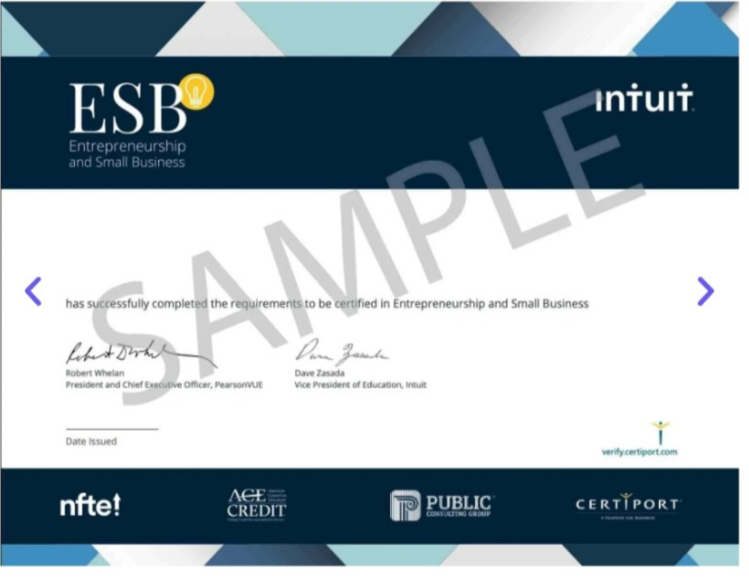 ESB
Entrepreneurship
and Small Business
ıntuıt
SAMPLE
has successfully completed the requirements to be certified in Entrepreneurship and Small Business
Robert Whelan
President and Chief Executive Officer, PearsonVUE
Dave Zasada
Vice President of Education, Intuit
Date Issued
verify.certiport.com
nfte
ACE
CREDIT
PUBLIC
CONSULTING GROUP
CERTIPORT
A PEARSON VUE BUSINESS